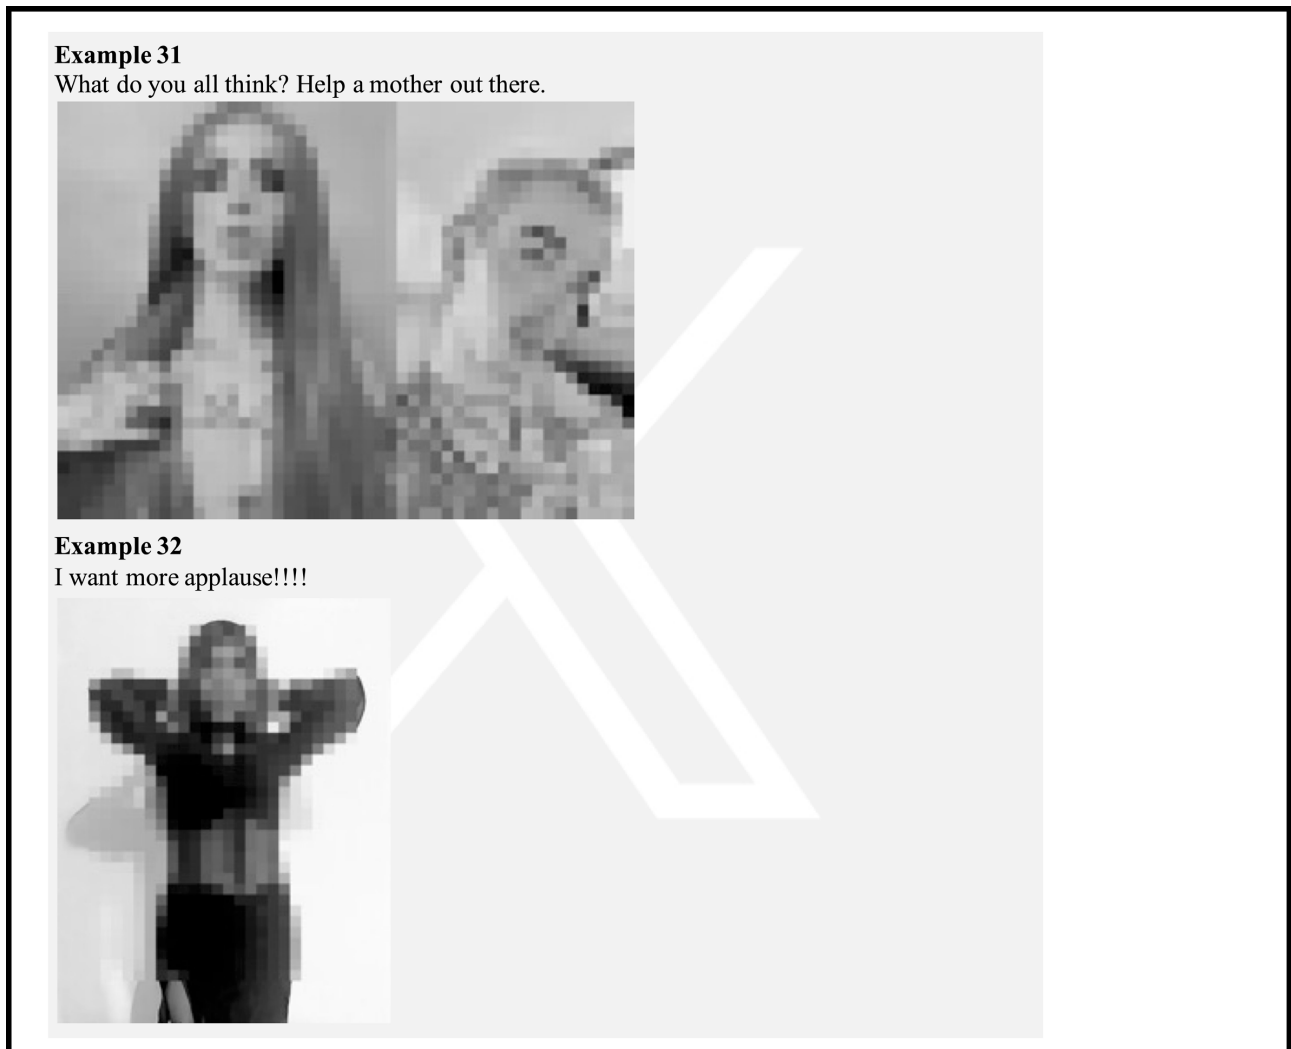 Example 31
What do you all think? Help a mother out there.
Example 32
I want more applause!!!!